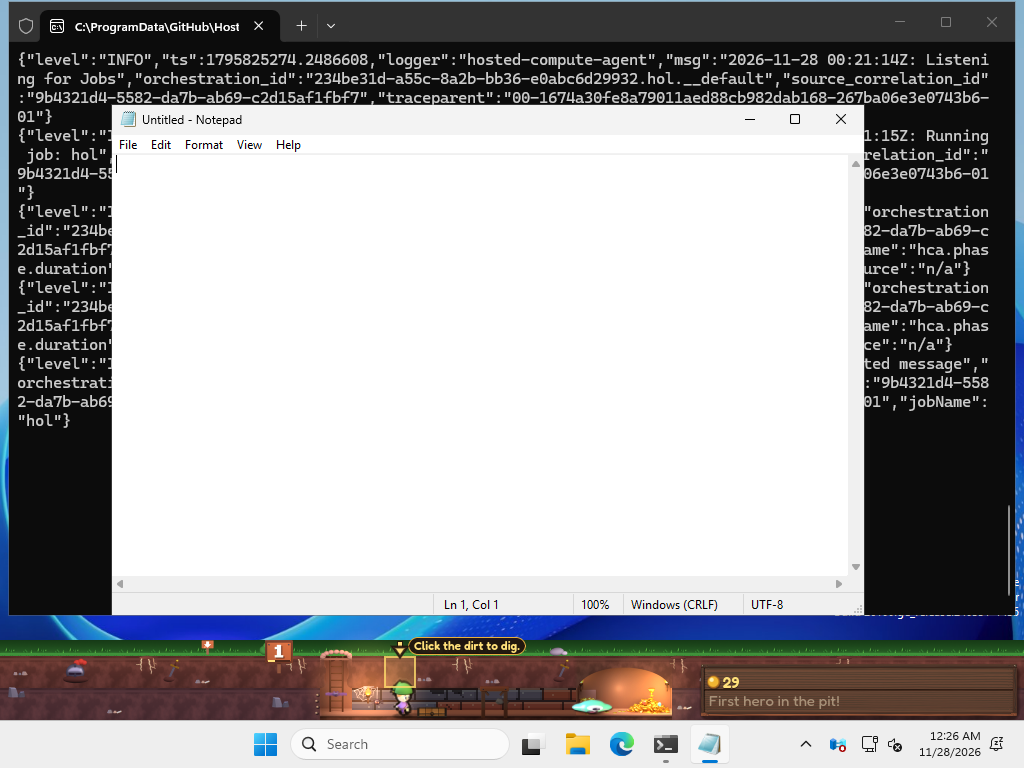 C:\ProgramData\GitHub\Host
{"level":"INFO","ts":1795825274.2486608,"logger":"hosted-compute-agent","msg":"2026-11-28 00:21:14Z: Listeni
ng for Jobs","orchestration_id":"234be31d-a55c-8a2b-bb36-e0abc6d29932.hol.__default","source_correlation_id"
:"9b4321d4-5582-da7b-ab69-c2d15af1fbf7","traceparent":"00-1674a30fe8a79011aed88cb982dab168-267ba06e3e0743b6-
01"}
{"level":" 1:15Z: Running
job: hol", relation_id":"
9b4321d4-55 06e3e0743b6-01
"}
{"level":" "orchestration
_id":"234be 82-da7b-ab69-c
2d15af1fbf7 ame":"hca.phas
e.duration" urce":"n/a"}
{"level":" "orchestration
_id":"234be 82-da7b-ab69-c
2d15af1fbf7 ame":"hca.phas
e.duration" ce":"n/a"}
{"level":" ted message","
orchestrati :"9b4321d4-558
2-da7b-ab69 01","jobName":
"hol"}
Untitled - Notepad
File Edit Format View Help
Ln 1, Col 1 100% Windows (CRLF) UTF-8
1
Click the dirt to dig.
29
First hero in the pit!
Search
12:26 AM
11/28/2026